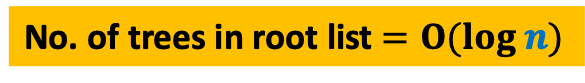 No. of trees in root list = O(log n)